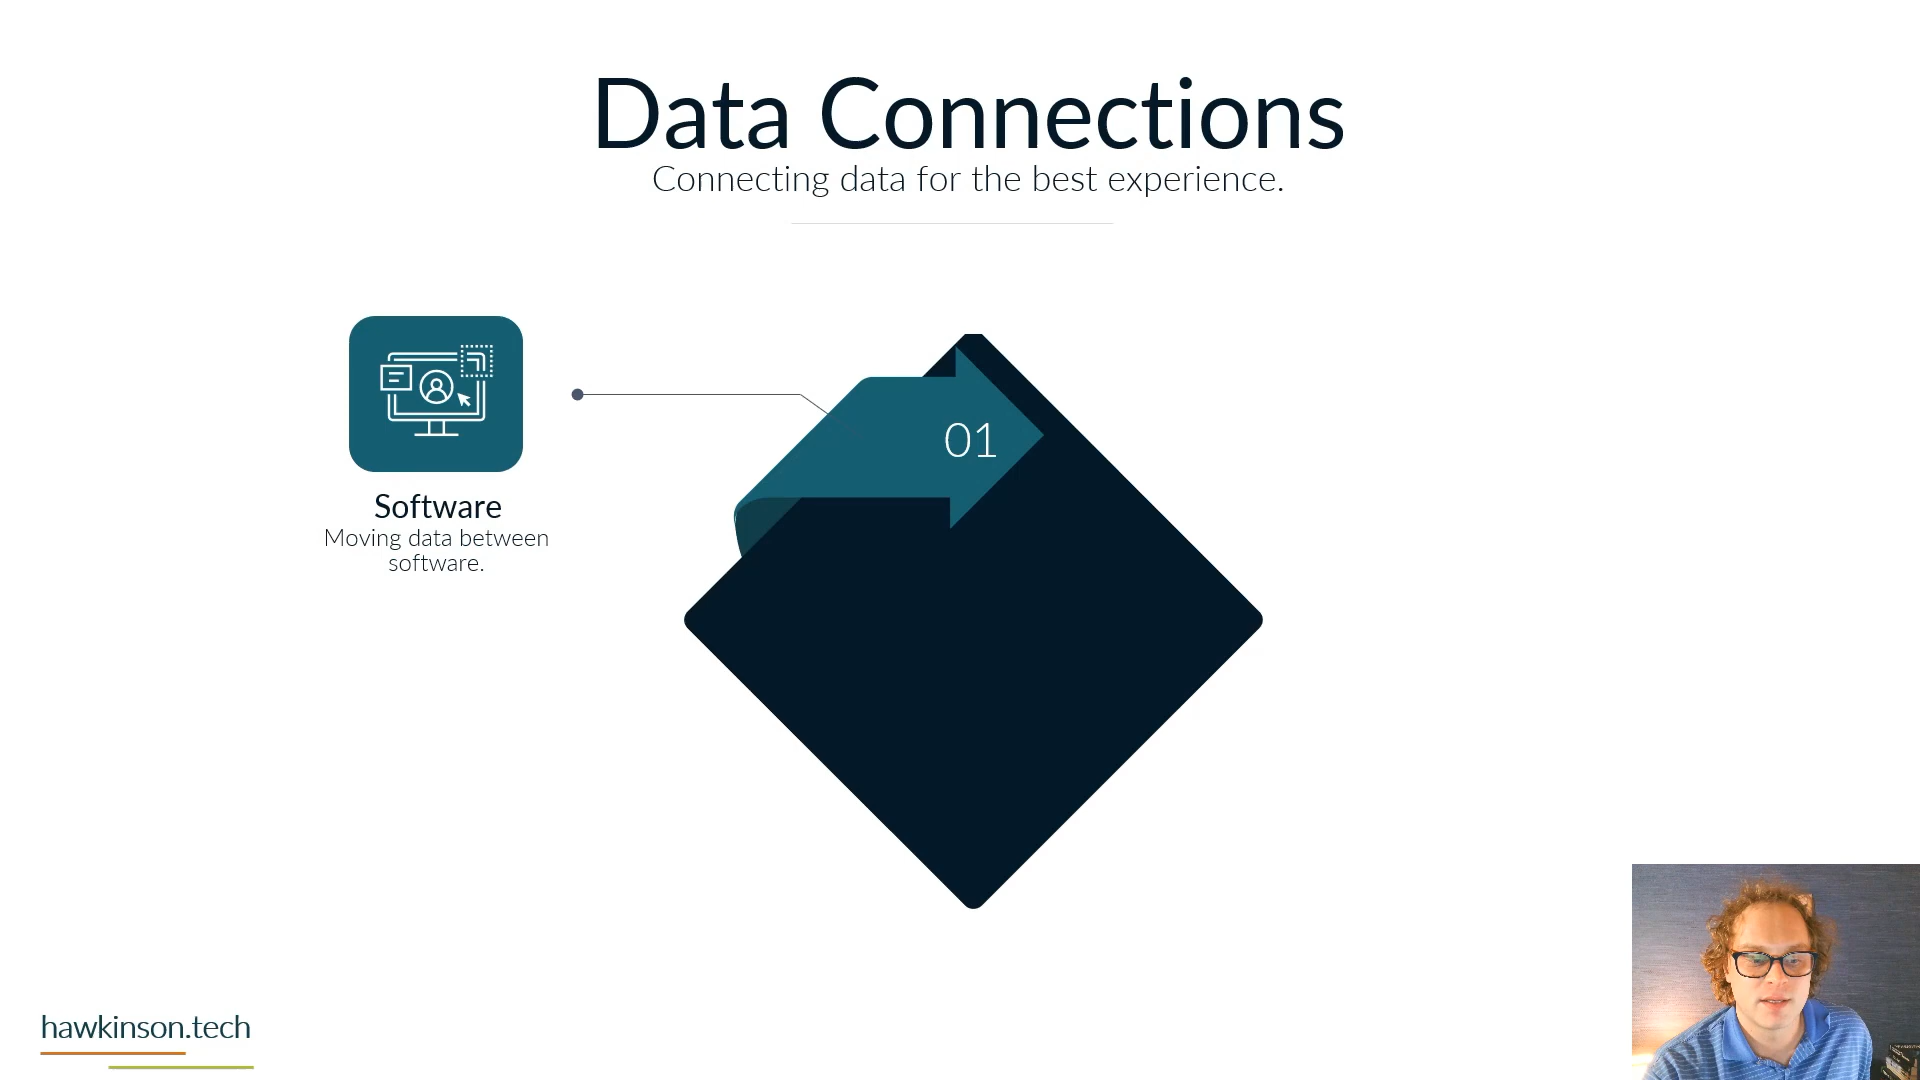 Data Connections
Connecting data for the best experience.
01
Software
Moving data between
software.
hawkinson.tech